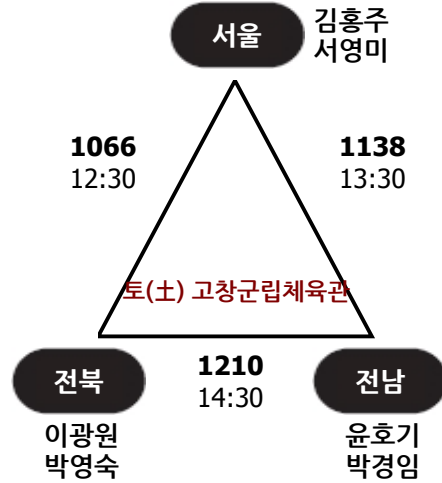 서울
김홍주
서영미
1066
12:30
1138
13:30
토(土) 고창군립체육관
전북
1210
14:30
전남
이광원
박영숙
윤호기
박경임